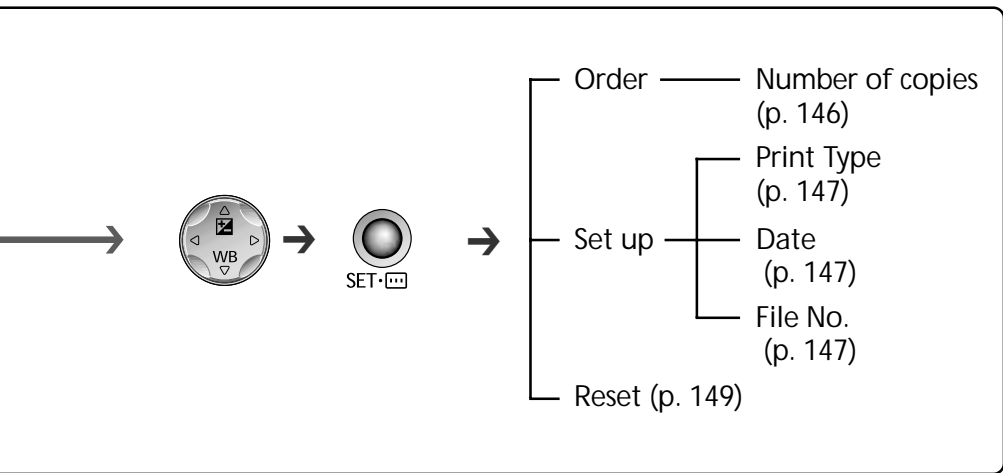 Order
Number of copies
(p. 146)
Print Type
(p. 147)
Set up
Date
(p. 147)
File No.
(p. 147)
Reset (p. 149)
WB
SET·